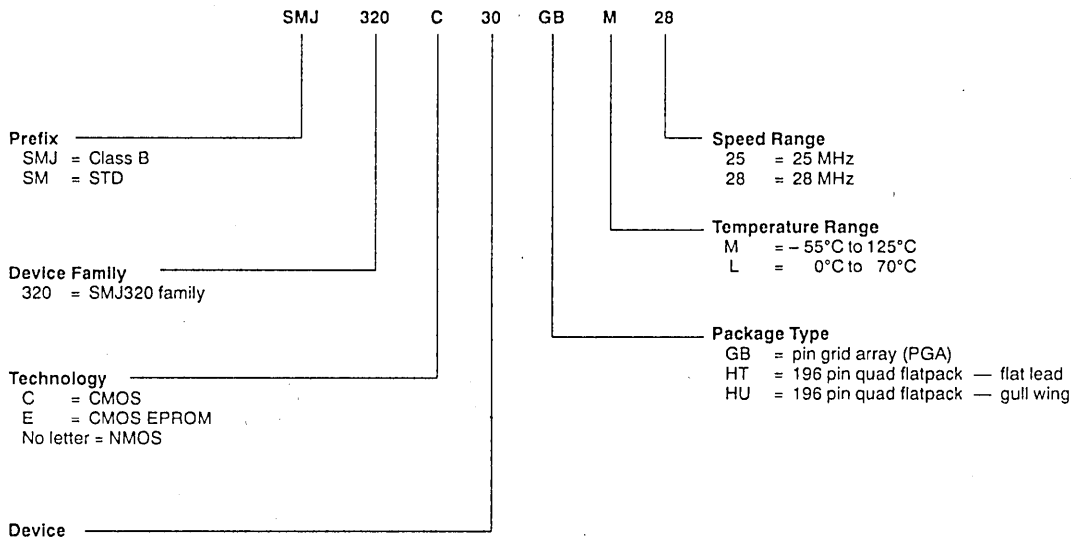 SMJ 320 C 30 GB M 28
Prefix
SMJ = Class B
SM = STD
Device Family
320 = SMJ320 family
Technology
C = CMOS
E = CMOS EPROM
No letter = NMOS
Device
Speed Range
25 = 25 MHz
28 = 28 MHz
Temperature Range
M = – 55°C to 125°C
L = 0°C to 70°C
Package Type
GB = pin grid array (PGA)
HT = 196 pin quad flatpack — flat lead
HU = 196 pin quad flatpack — gull wing